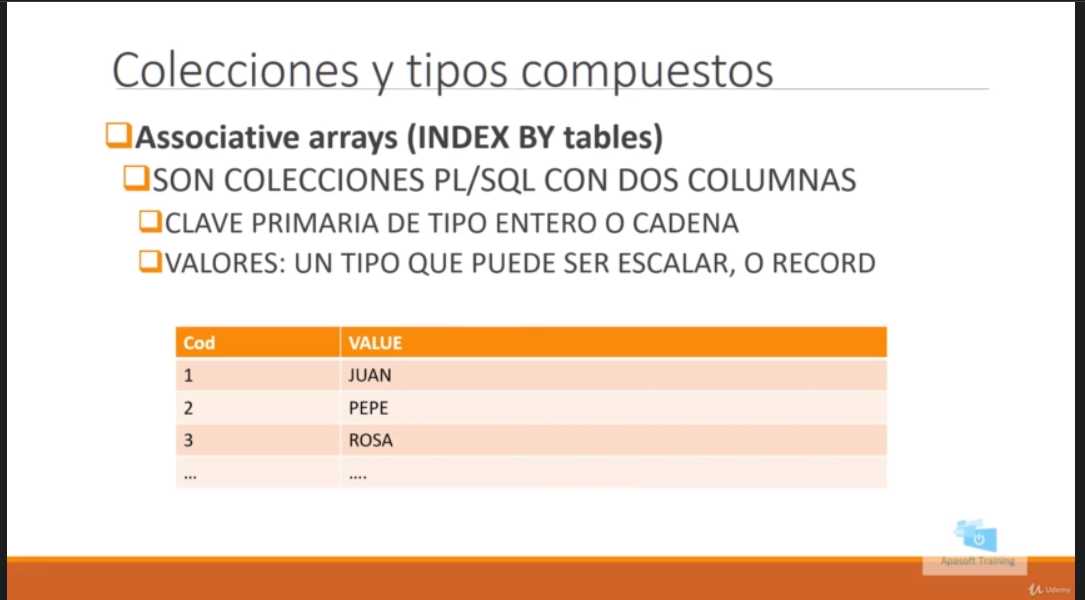 Colecciones y tipos compuestos
Associative arrays (INDEX BY tables)
SON COLECCIONES PL/SQL CON DOS COLUMNAS
CLAVE PRIMARIA DE TIPO ENTERO O CADENA
VALORES: UN TIPO QUE PUEDE SER ESCALAR, O RECORD
Cod VALUE
1 JUAN
2 PEPE
3 ROSA
... ....
Apasoft Training
Udemy